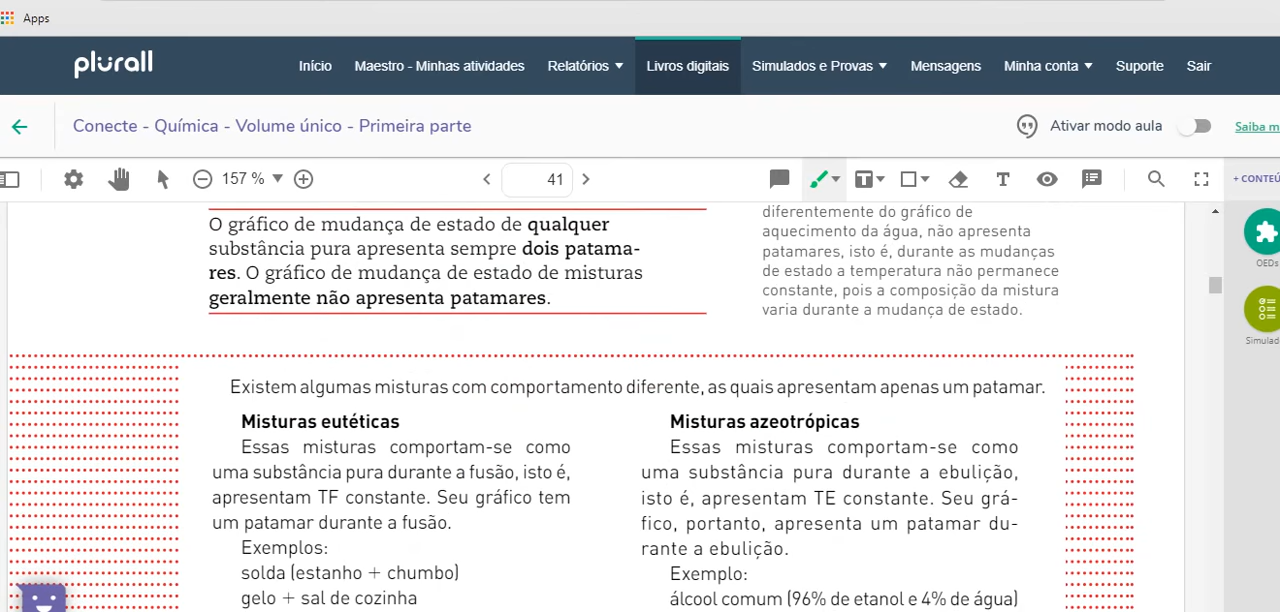 Apps
plurall
Início Maestro - Minhas atividades Relatórios Livros digitais Simulados e Provas Mensagens Minha conta Suporte Sair
Conecte - Química - Volume único - Primeira parte
Ativar modo aula
Saiba m
157 %
41
+ CONTEÚ
O gráfico de mudança de estado de qualquer
substância pura apresenta sempre dois patama-
res. O gráfico de mudança de estado de misturas
geralmente não apresenta patamares.
diferentemente do gráfico de
aquecimento da água, não apresenta
patamares, isto é, durante as mudanças
de estado a temperatura não permanece
constante, pois a composição da mistura
varia durante a mudança de estado.
OEDs
Simulad
Existem algumas misturas com comportamento diferente, as quais apresentam apenas um patamar.
Misturas eutéticas
Essas misturas comportam-se como
uma substância pura durante a fusão, isto é,
apresentam TF constante. Seu gráfico tem
um patamar durante a fusão.
Exemplos:
solda (estanho + chumbo)
gelo + sal de cozinha
Misturas azeotrópicas
Essas misturas comportam-se como
uma substância pura durante a ebulição,
isto é, apresentam TE constante. Seu grá-
fico, portanto, apresenta um patamar du-
rante a ebulição.
Exemplo:
álcool comum (96% de etanol e 4% de água)